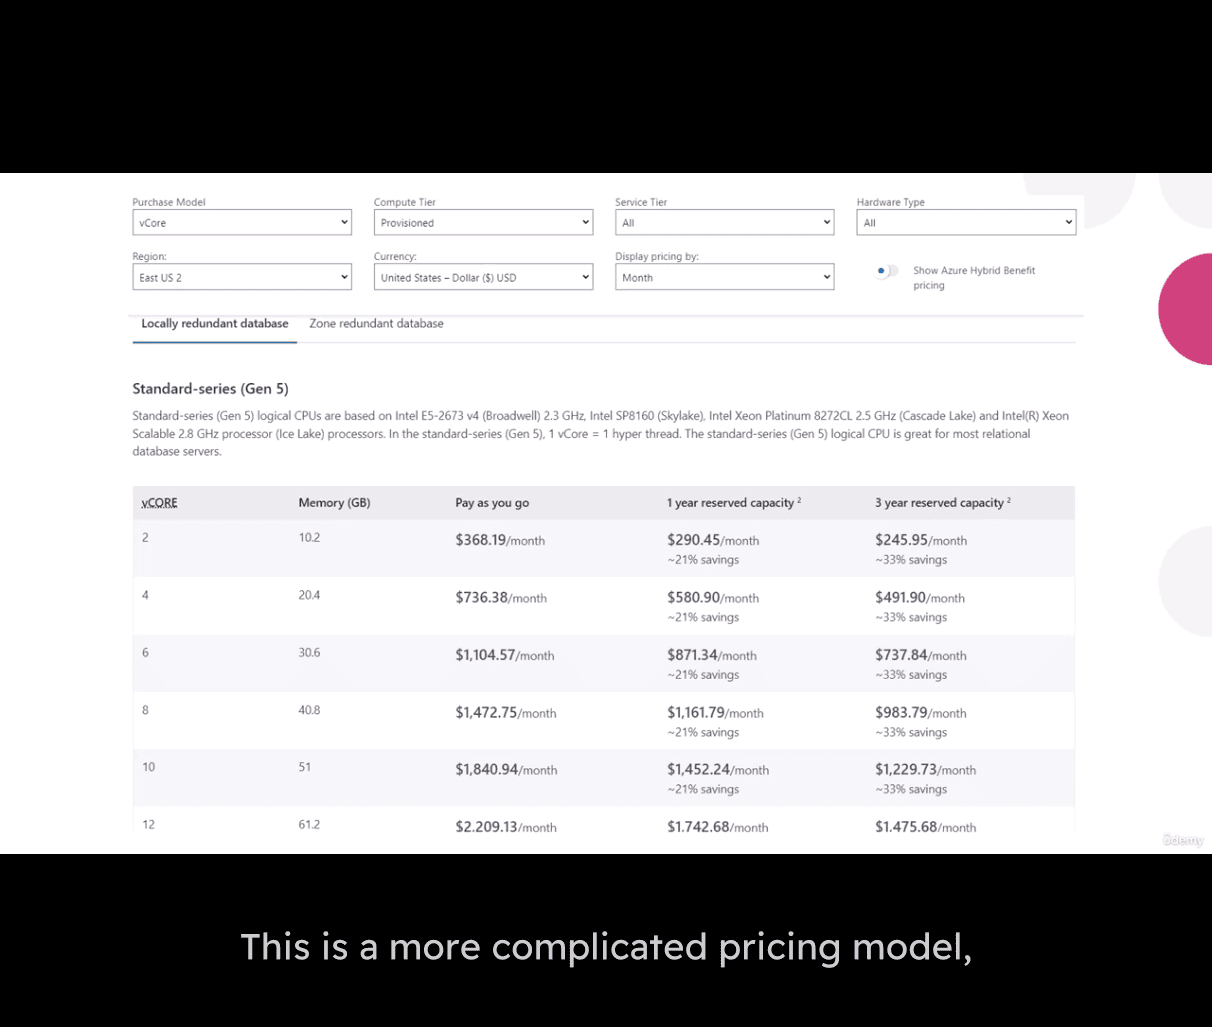 Purchase Model Compute Tier Service Tier Hardware Type
vCore Provisioned All All
Region: Currency: Display pricing by:
East US 2 United States – Dollar ($) USD Month Show Azure Hybrid Benefit
pricing
Locally redundant database Zone redundant database
Standard-series (Gen 5)
Standard-series (Gen 5) logical CPUs are based on Intel E5-2673 v4 (Broadwell) 2.3 GHz, Intel SP8160 (Skylake), Intel Xeon Platinum 8272CL 2.5 GHz (Cascade Lake) and Intel(R) Xeon
Scalable 2.8 GHz processor (Ice Lake) processors. In the standard-series (Gen 5), 1 vCore = 1 hyper thread. The standard-series (Gen 5) logical CPU is great for most relational
database servers.
vCORE Memory (GB) Pay as you go 1 year reserved capacity 2 3 year reserved capacity 2
2 10.2 $368.19/month $290.45/month $245.95/month
~21% savings ~33% savings
4 20.4 $736.38/month $580.90/month $491.90/month
~21% savings ~33% savings
6 30.6 $1,104.57/month $871.34/month $737.84/month
~21% savings ~33% savings
8 40.8 $1,472.75/month $1,161.79/month $983.79/month
~21% savings ~33% savings
10 51 $1,840.94/month $1,452.24/month $1,229.73/month
~21% savings ~33% savings
12 61.2 $2,209.13/month $1,742.68/month $1,475.68/month
ûdemy
This is a more complicated pricing model,